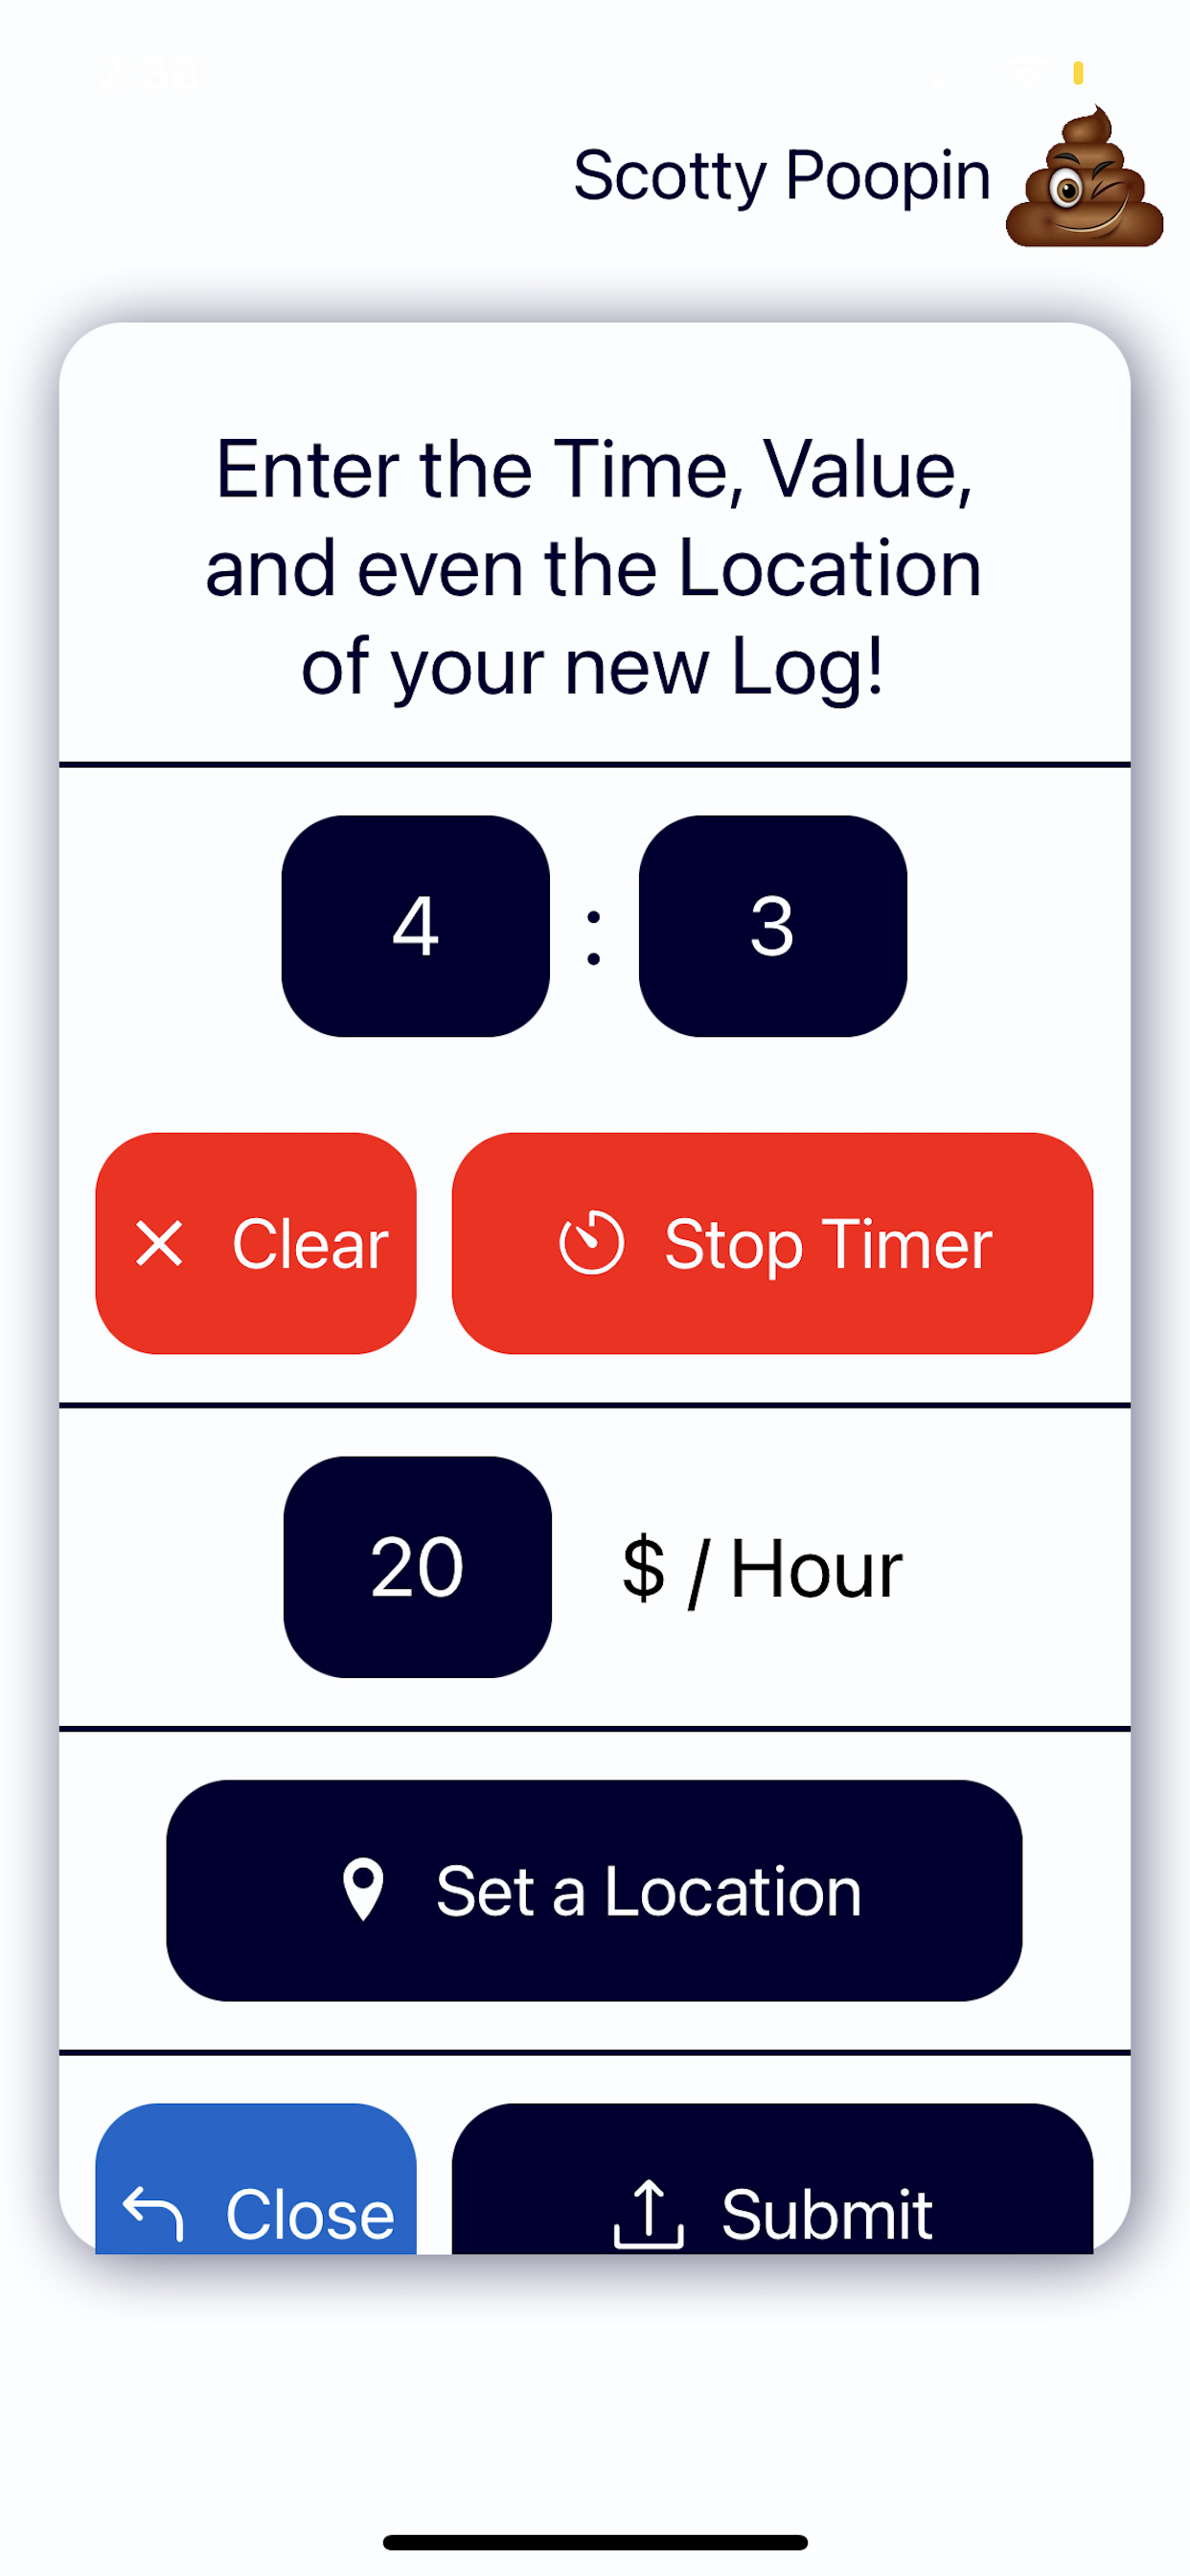 Scotty Poopin
Enter the Time, Value,
and even the Location
of your new Log!
4 : 3
Clear
Stop Timer
20 $ / Hour
Set a Location
Close
Submit